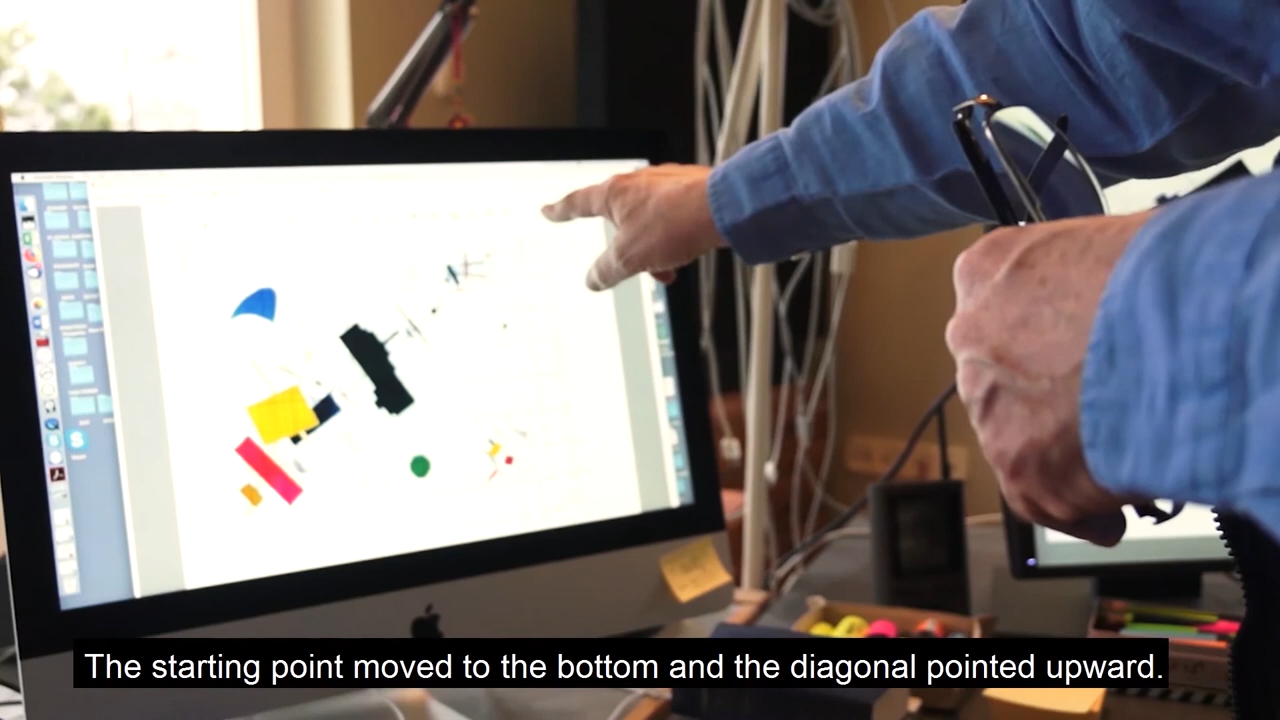 The starting point moved to the bottom and the diagonal pointed upward.